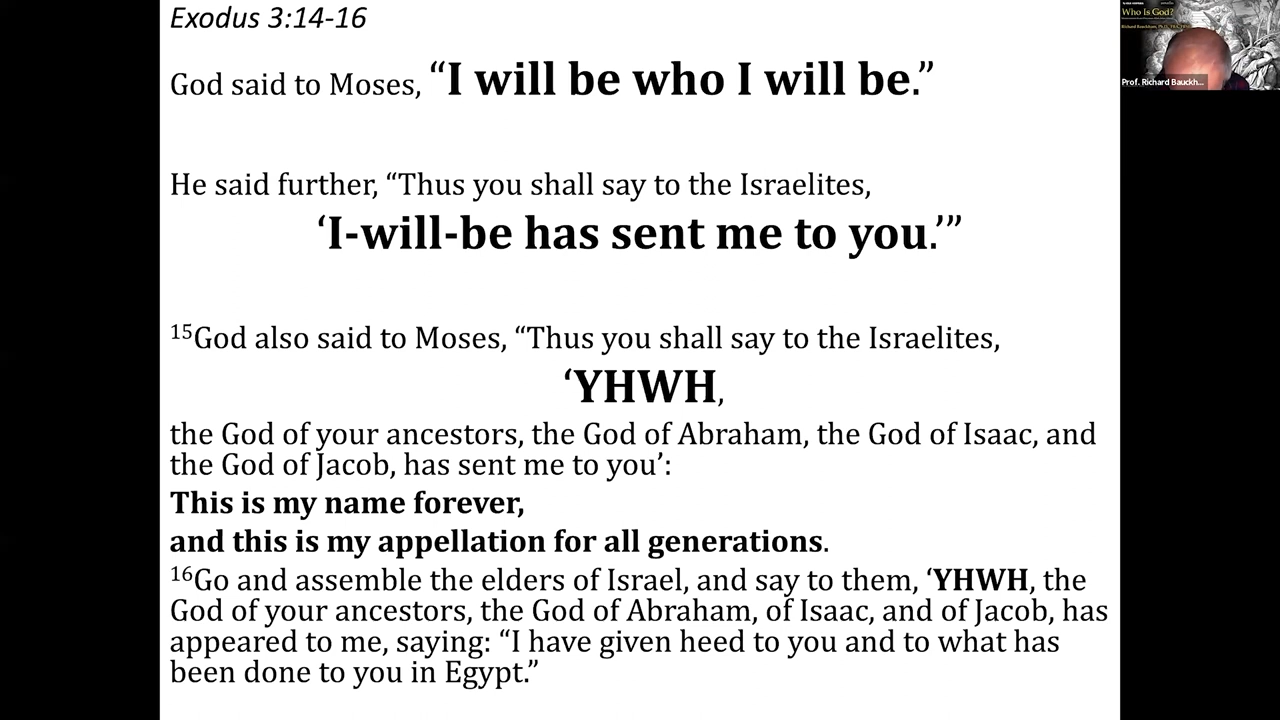 Exodus 3:14-16
God said to Moses, “I will be who I will be.”
He said further, “Thus you shall say to the Israelites,
‘I-will-be has sent me to you.’”
15God also said to Moses, “Thus you shall say to the Israelites,
‘YHWH,
the God of your ancestors, the God of Abraham, the God of Isaac, and
the God of Jacob, has sent me to you’:
This is my name forever,
and this is my appellation for all generations.
16Go and assemble the elders of Israel, and say to them, ‘YHWH, the
God of your ancestors, the God of Abraham, of Isaac, and of Jacob, has
appeared to me, saying: “I have given heed to you and to what has
been done to you in Egypt.”
Who Is God?
Prof. Richard Bauckh...